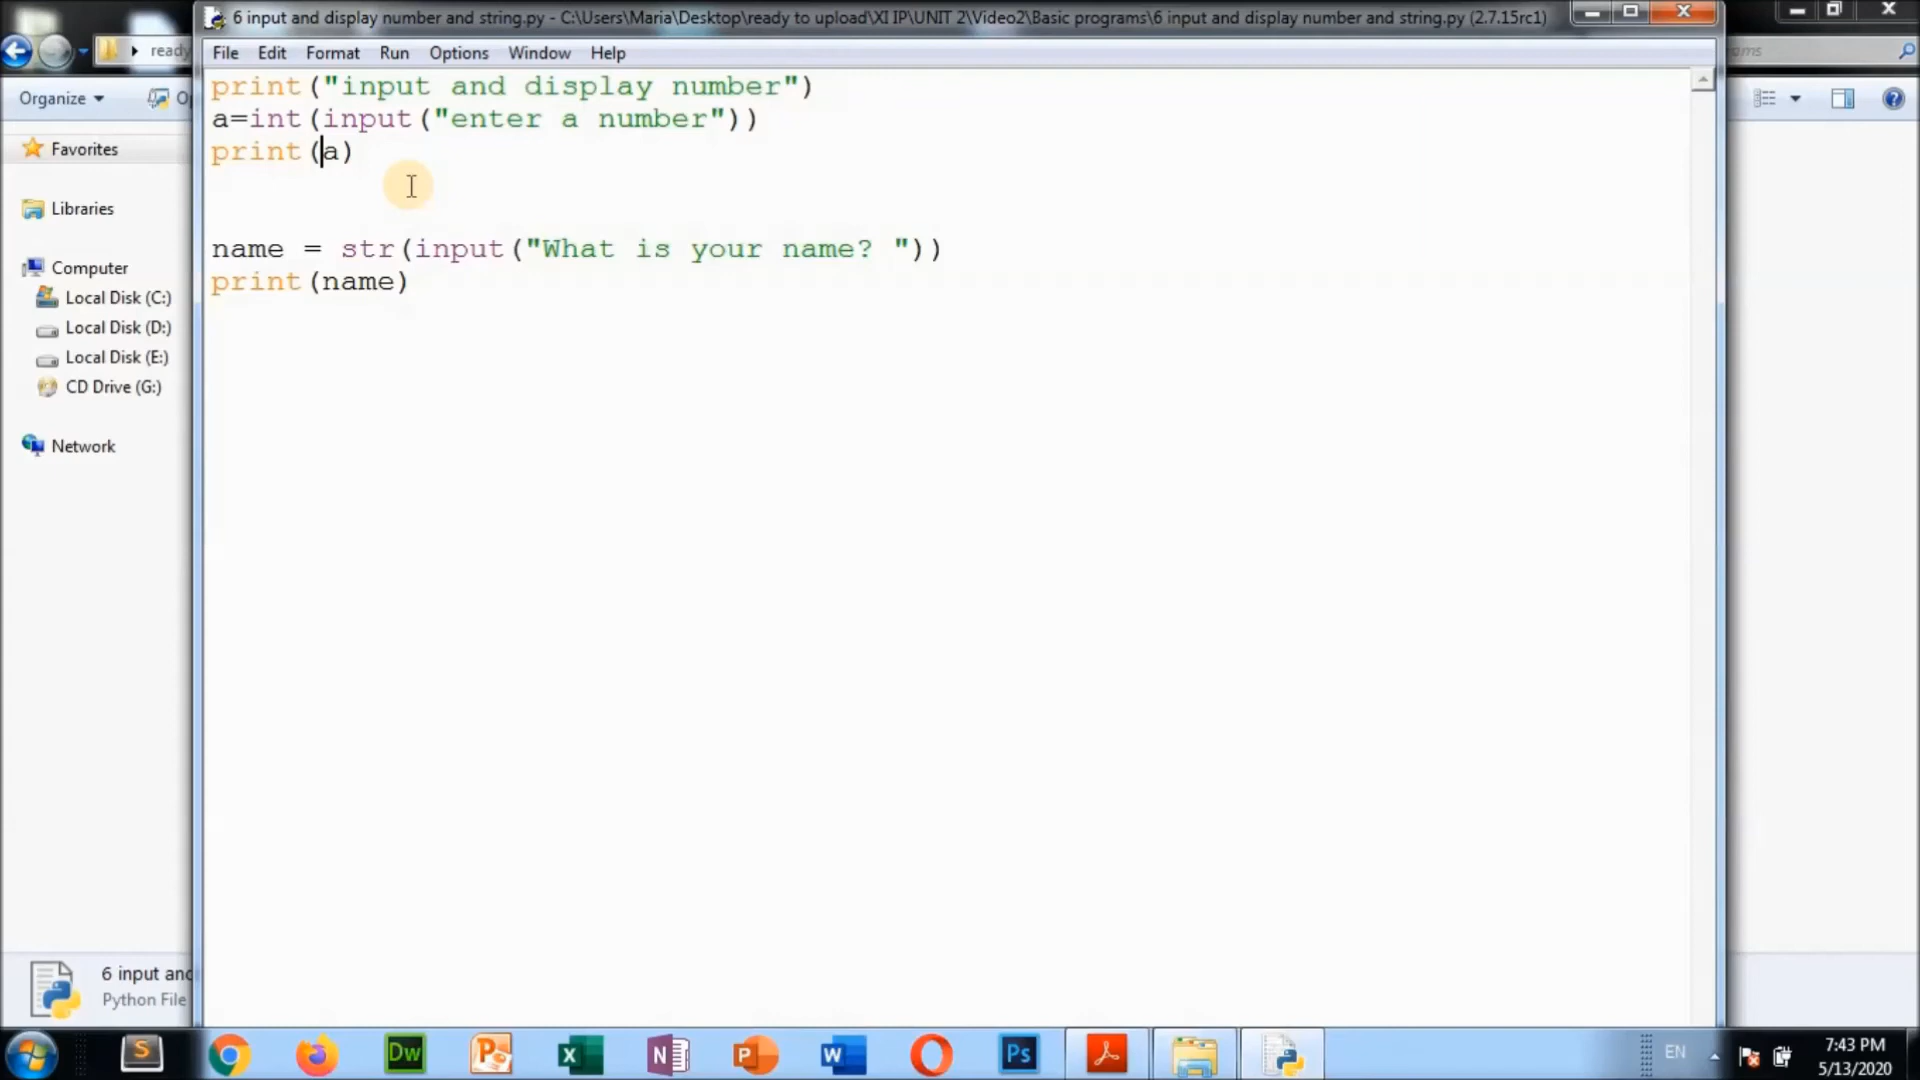 6 input and display number and string.py - C:\Users\Maria\Desktop\ready to upload\XI IP\UNIT 2\Video2\Basic programs\6 input and display number and string.py (2.7.15rc1)
ready
File Edit Format Run Options Window Help
Organize
print("input and display number")
a=int(input("enter a number"))
print(a)
name = str(input("What is your name? "))
print(name)
Favorites
Libraries
Computer
Local Disk (C:)
Local Disk (D:)
Local Disk (E:)
CD Drive (G:)
Network
6 input and
Python File
S Dw P X N P W Ps
EN
7:43 PM
5/13/2020